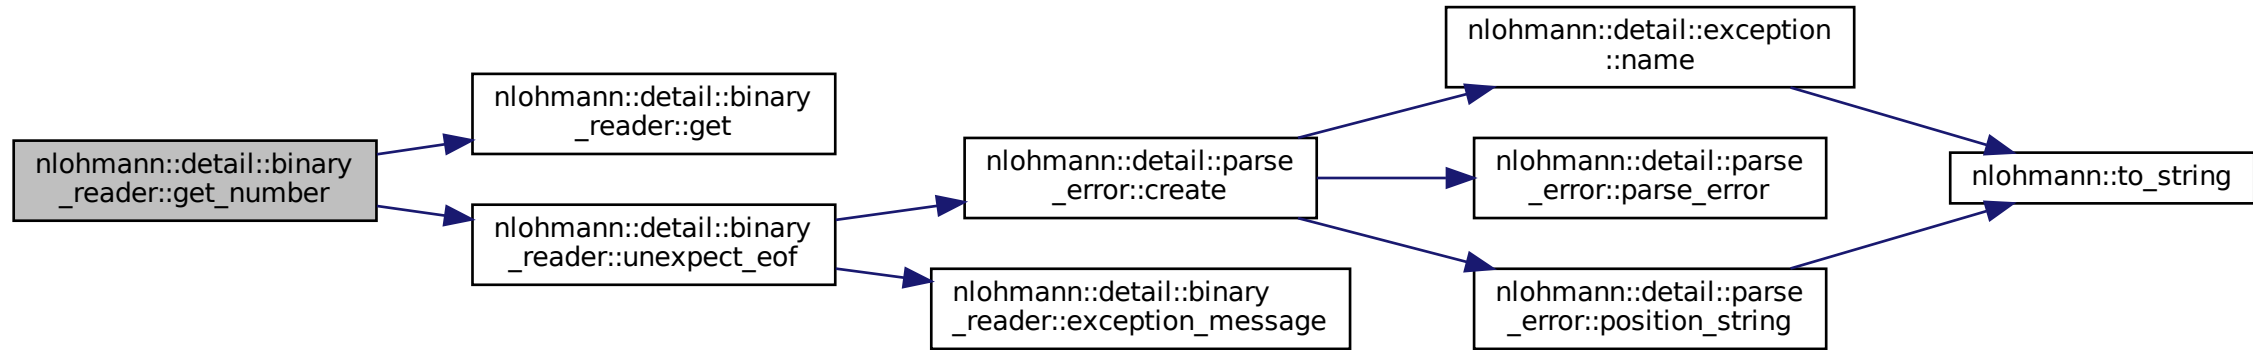 nlohmann::detail::binary
_reader::get_number
nlohmann::detail::binary
_reader::get
nlohmann::detail::binary
_reader::unexpect_eof
nlohmann::detail::parse
_error::create
nlohmann::detail::binary
_reader::exception_message
nlohmann::detail::exception
::name
nlohmann::detail::parse
_error::parse_error
nlohmann::detail::parse
_error::position_string
nlohmann::to_string